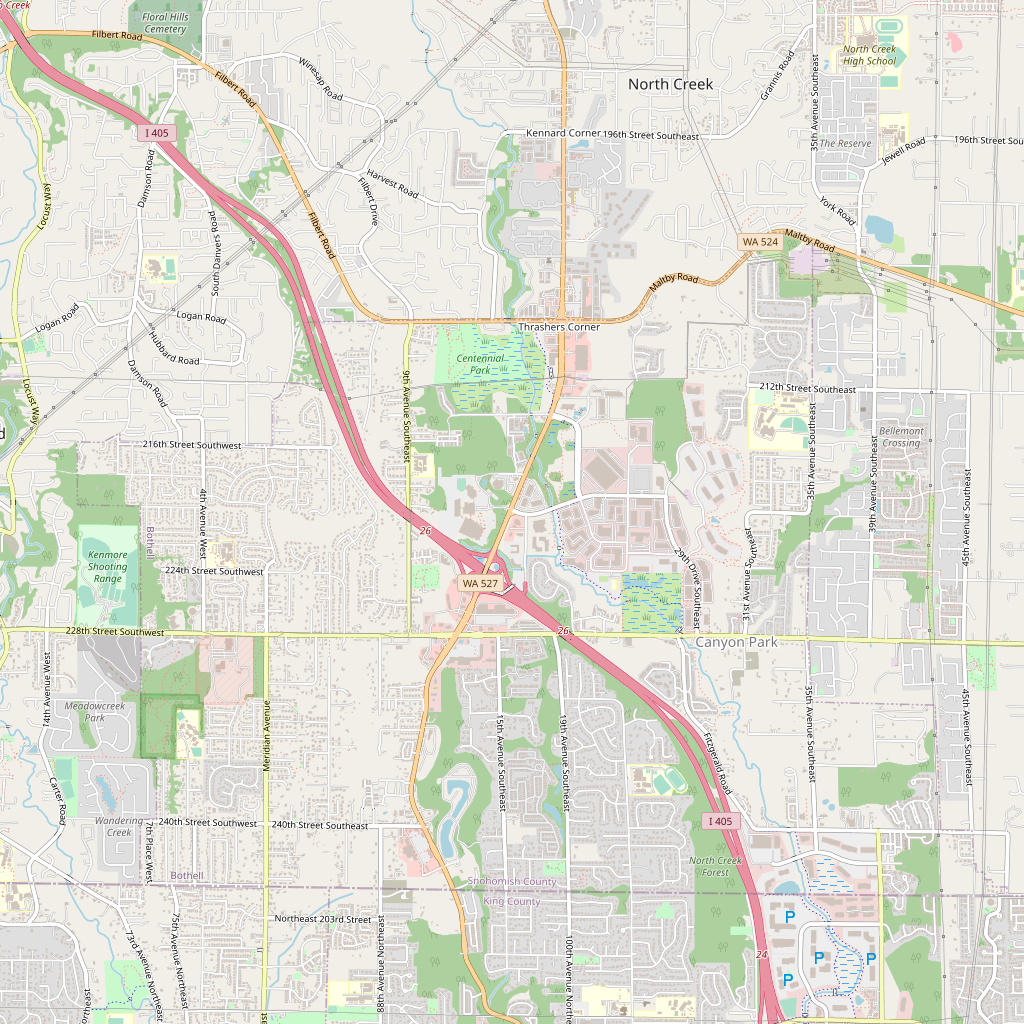 Creek
Floral Hills
Cemetery
Filbert Road
Winesap Road
Filbert Road
North Creek
North Creek
High School
Grannis Road
35th Avenue Southeast
I 405
Kennard Corner
196th Street Southeast
The Reserve
Jewell Road
196th Street Sou
Damson Road
Harvest Road
Filbert Drive
Locust Way
South Danvers Road
Filbert Road
York Road
WA 524
Maltby Road
Maltby Road
Logan Road
Logan Road
Thrashers Corner
Hubbard Road
Centennial
Park
Damson Road
9th Avenue Southeast
212th Street Southeast
Locust Way
d
216th Street Southwest
35th Avenue Southeast
Bellemont
Crossing
39th Avenue Southeast
45th Avenue Southeast
4th Avenue West
26
Bothell
Kenmore
Shooting
Range
224th Street Southwest
WA 527
29th Drive Southeast
31st Avenue Southeast
228th Street Southwest
26
Canyon Park
14th Avenue West
Meadowcreek
Park
Meridian Avenue
15th Avenue Southeast
19th Avenue Southeast
35th Avenue Southeast
45th Avenue Southeast
Fitzgerald Road
Carter Road
Wandering
Creek
240th Street Southwest
240th Street Southeast
I 405
7th Place West
North Creek
Forest
Bothell
Snohomish County
King County
Northeast 203rd Street
P
73rd Avenue Northeast
75th Avenue Northeast
88th Avenue Northeast
100th Avenue Northe
24
P
P
P
east